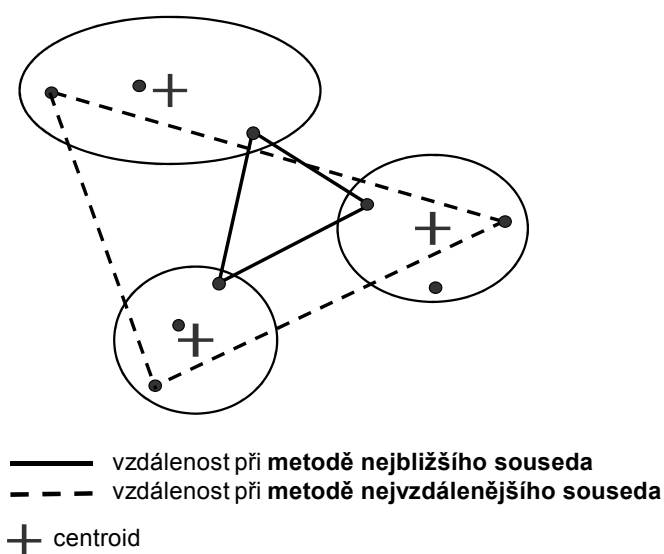 vzdálenost při metodě nejbližšího souseda
vzdálenost při metodě nejvzdálenějšího souseda
centroid